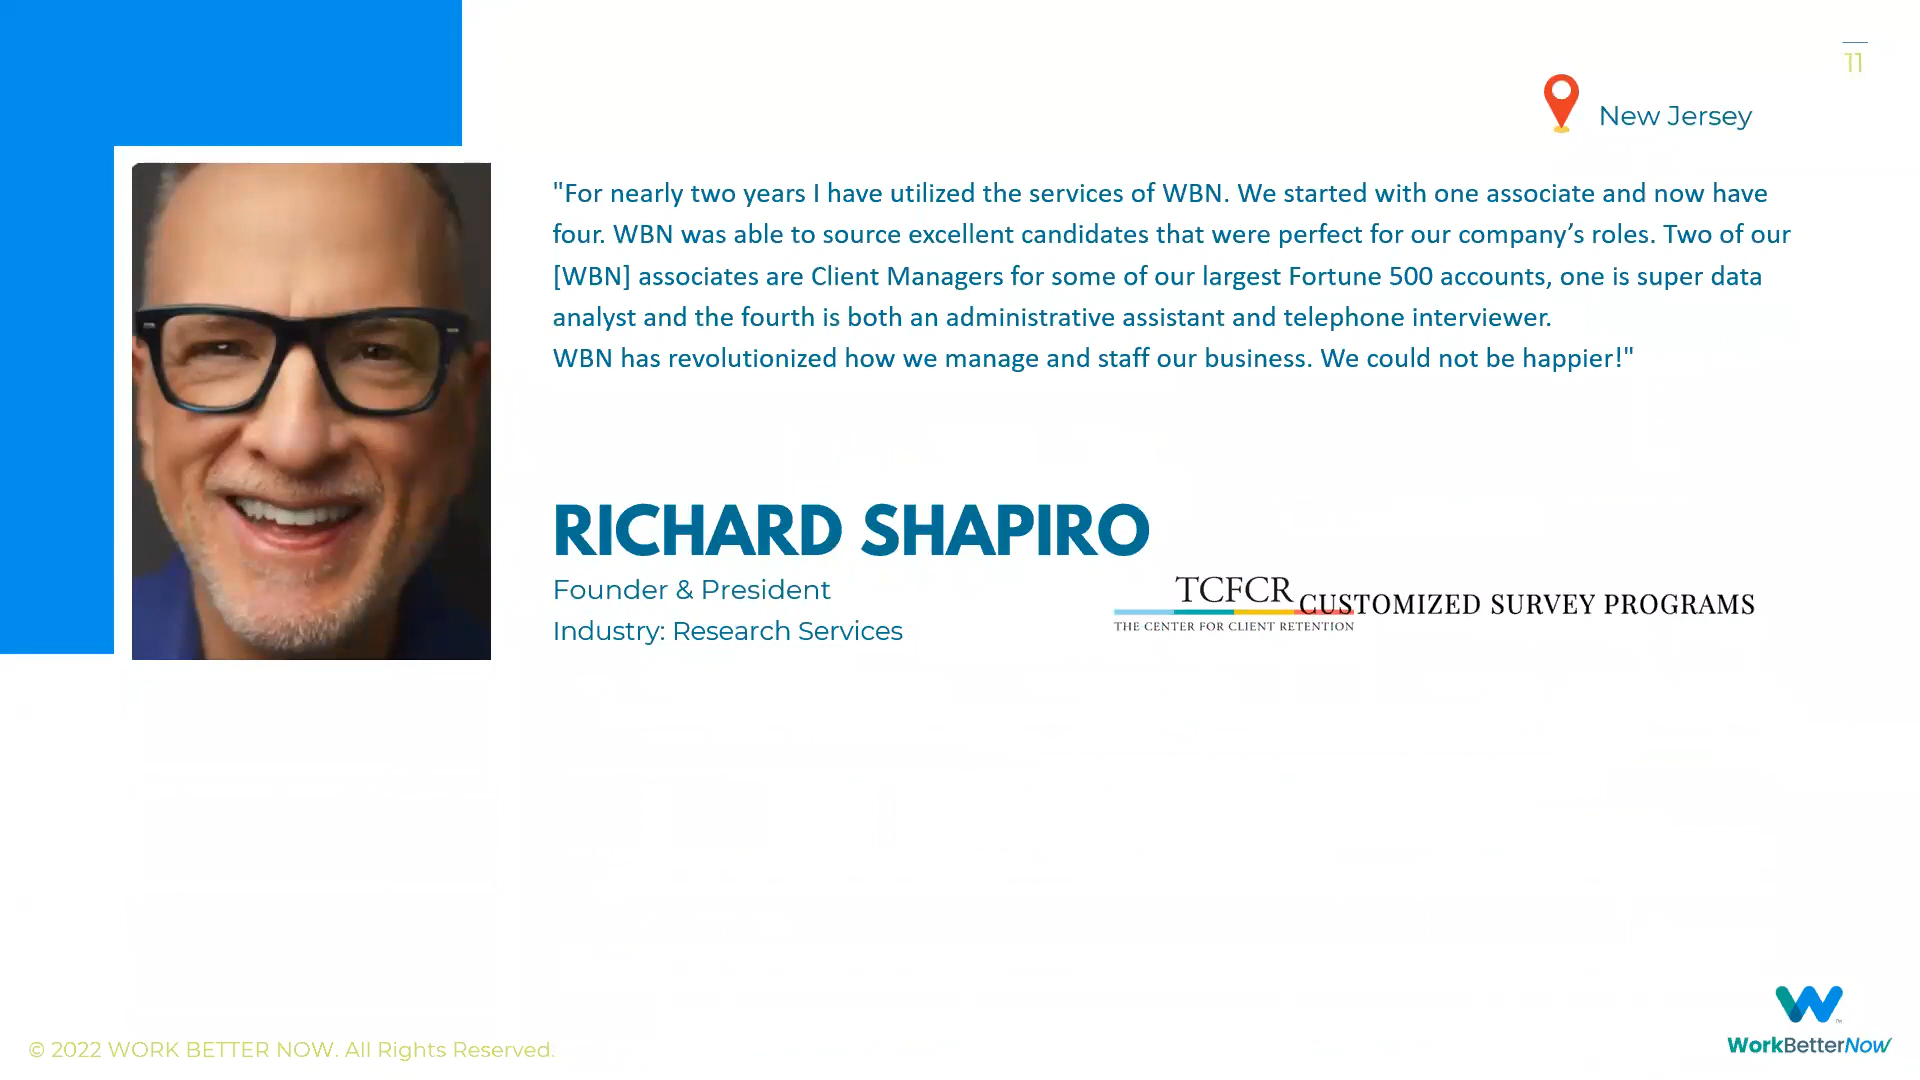 11
New Jersey
"For nearly two years I have utilized the services of WBN. We started with one associate and now have
four. WBN was able to source excellent candidates that were perfect for our company’s roles. Two of our
[WBN] associates are Client Managers for some of our largest Fortune 500 accounts, one is super data
analyst and the fourth is both an administrative assistant and telephone interviewer.
WBN has revolutionized how we manage and staff our business. We could not be happier!"
RICHARD SHAPIRO
Founder & President
Industry: Research Services
TCFCR CUSTOMIZED SURVEY PROGRAMS
THE CENTER FOR CLIENT RETENTION
WorkBetterNow
© 2022 WORK BETTER NOW. All Rights Reserved.